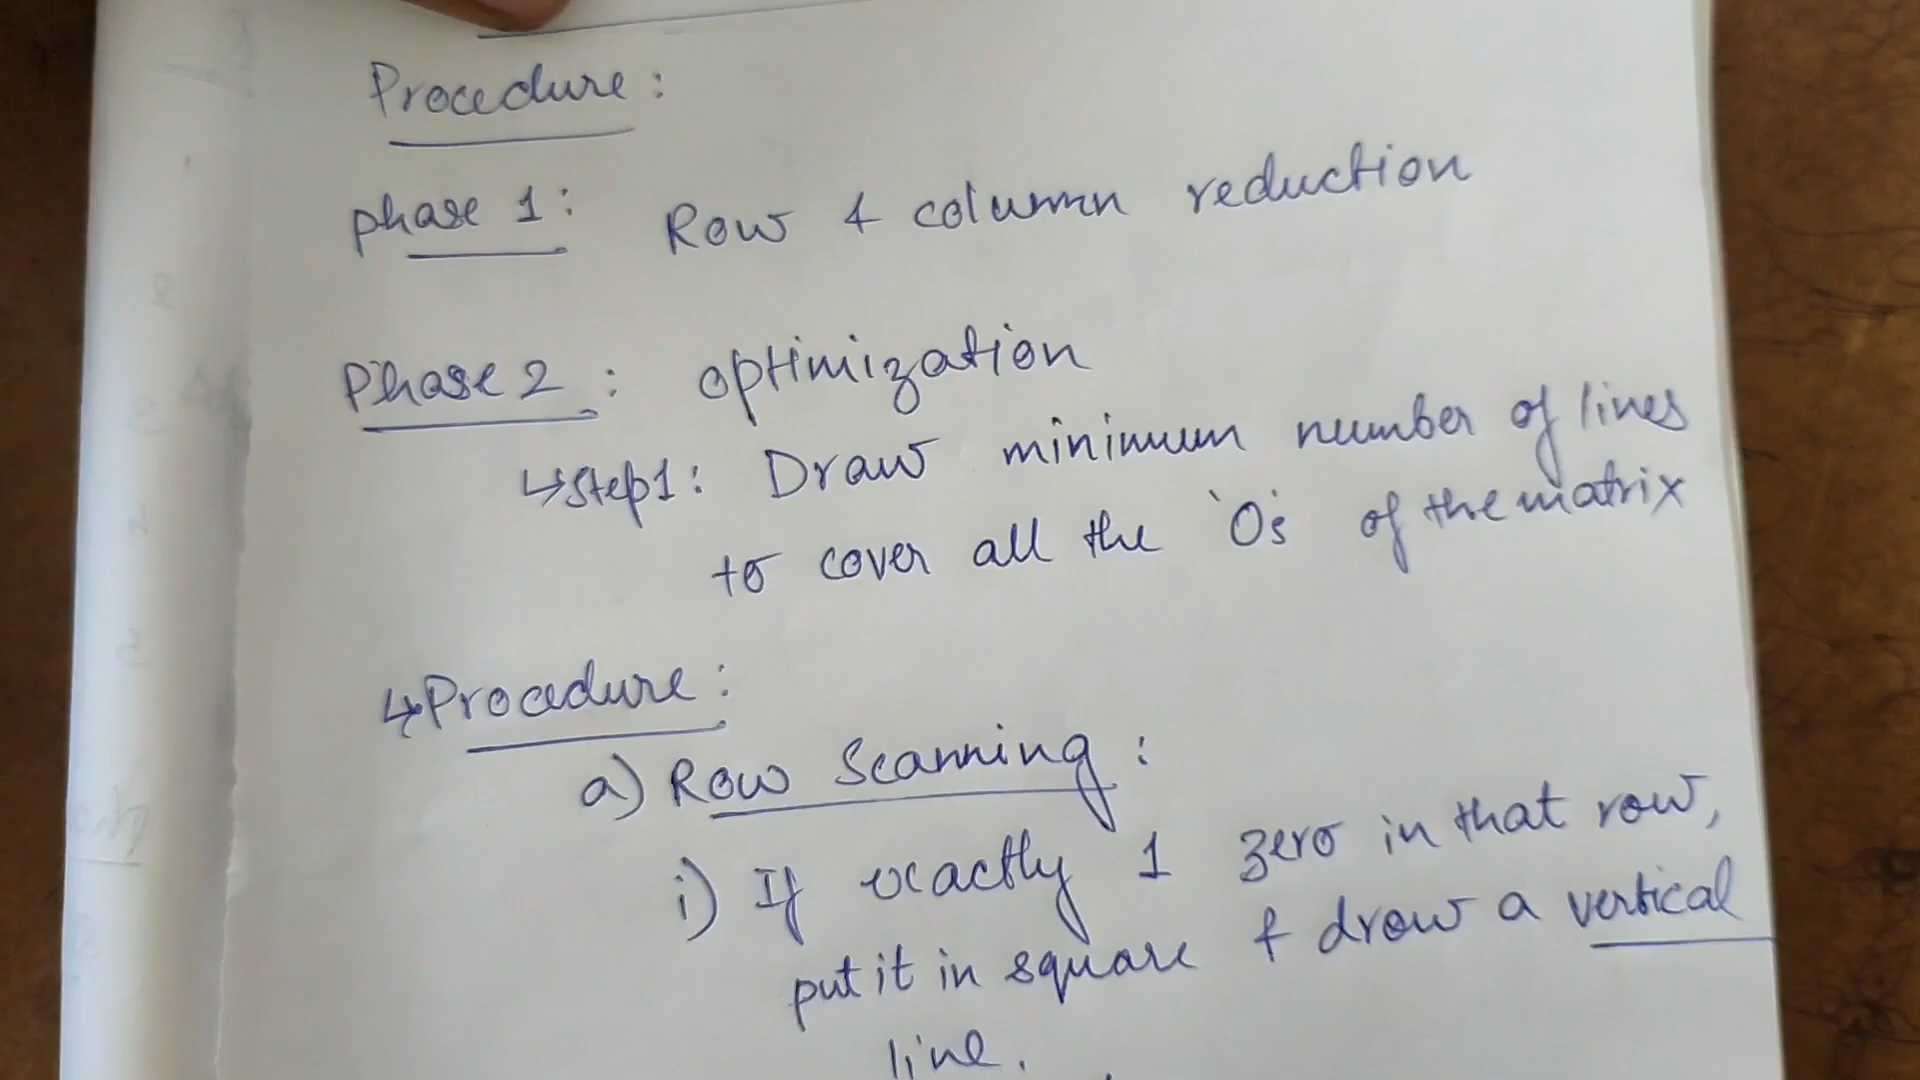 Procedure :
phase 1 : Row & column reduction
Phase 2 : optimization
↳ step1 : Draw minimum number of lines
to cover all the '0s' of the matrix
↳ Procedure :
a) Row Scanning :
i) If exactly 1 zero in that row,
put it in square & draw a vertical
line.